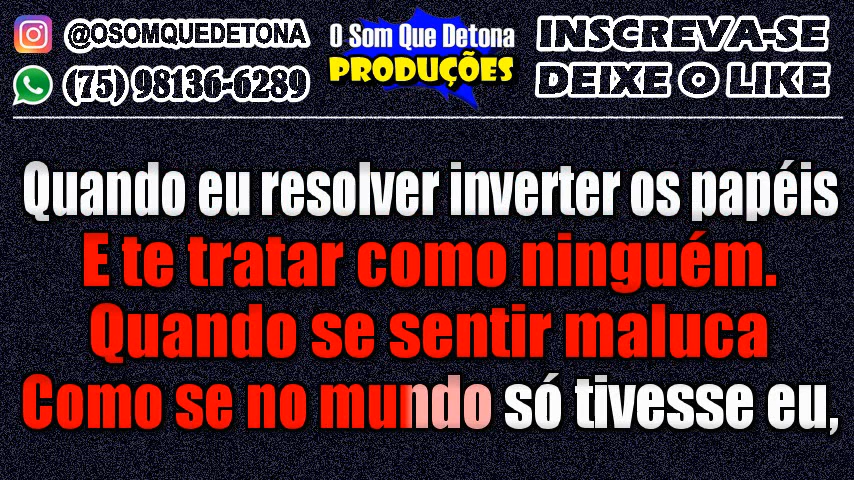 @OSOMQUEDETONA
O Som Que Detona
INSCREVA-SE
(75) 98136-6289
PRODUÇÕES
DEIXE O LIKE
Quando eu resolver inverter os papéis
E te tratar como ninguém.
Quando se sentir maluca
Como se no mundo só tivesse eu,